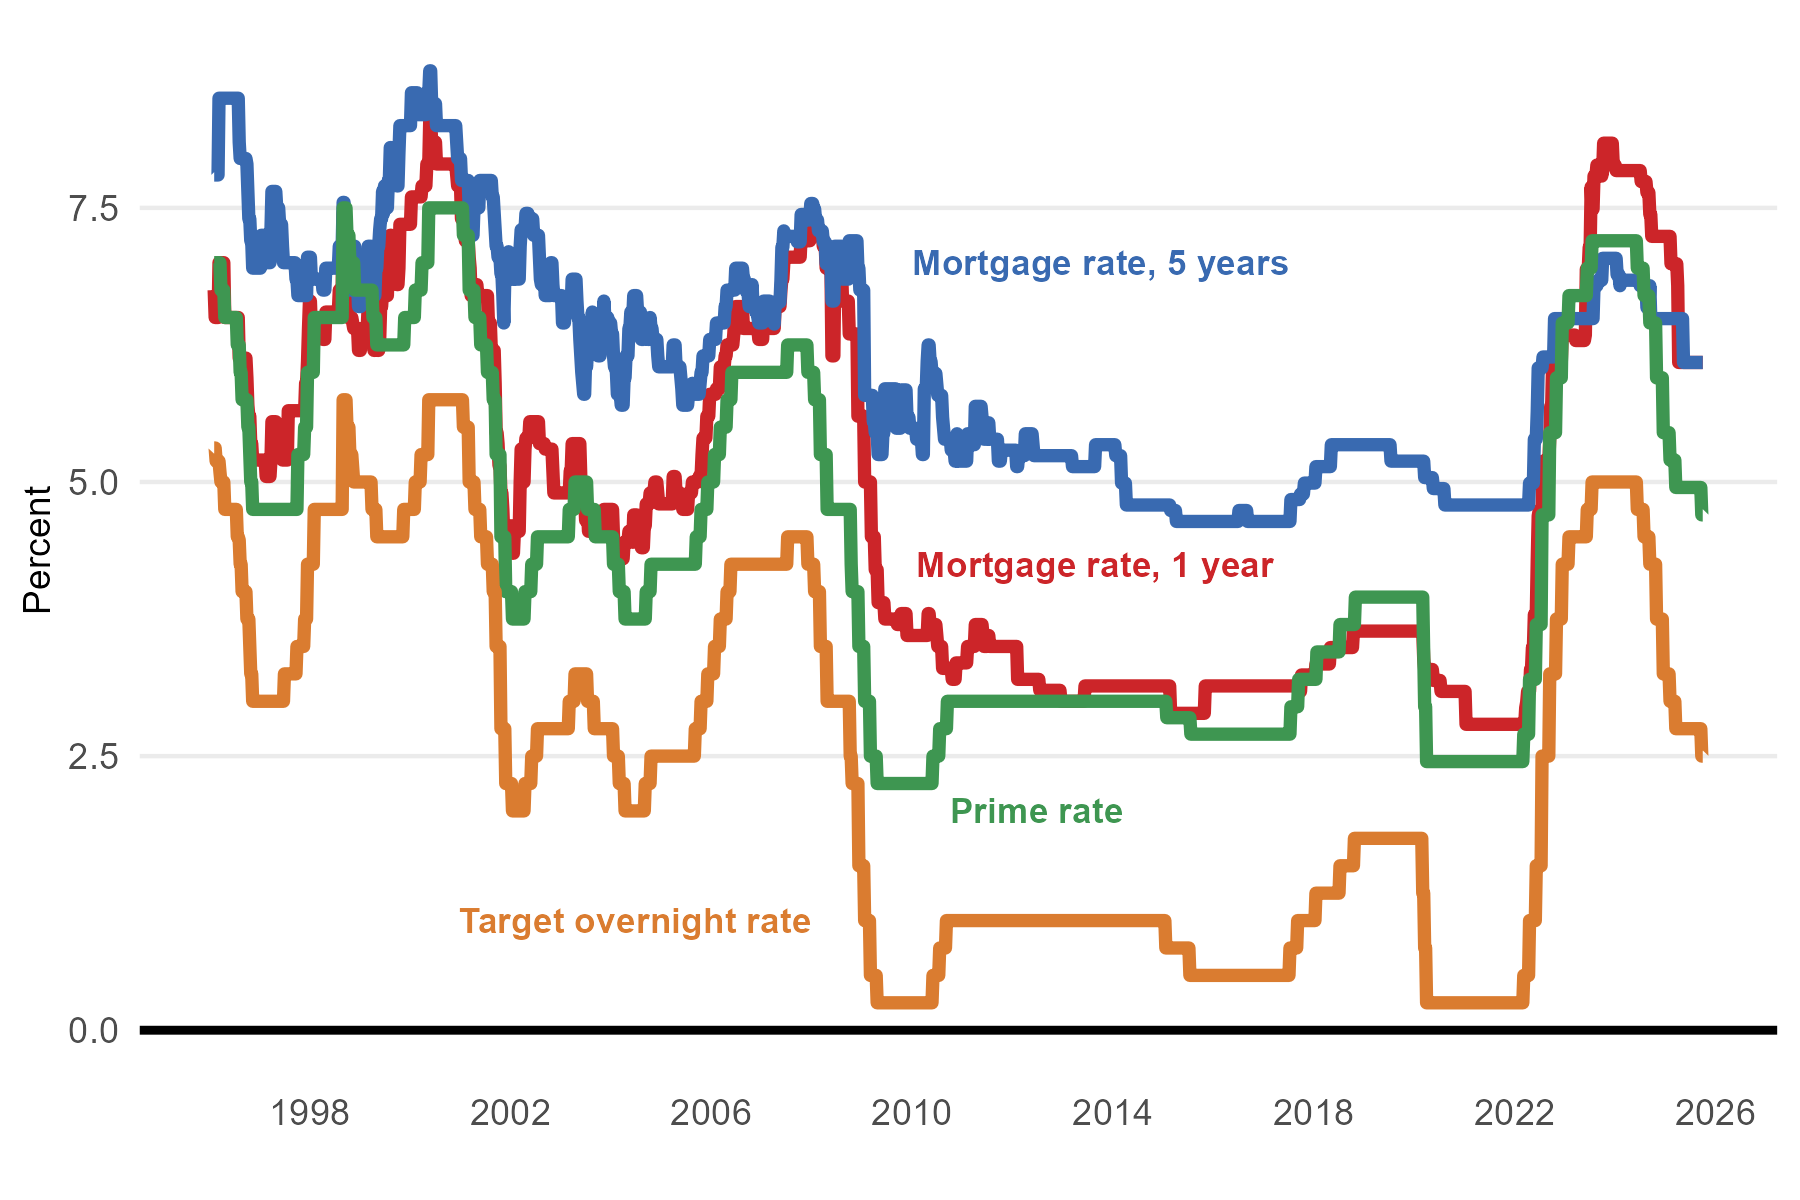 7.5
Mortgage rate, 5 years
5.0
Percent
Mortgage rate, 1 year
2.5
Prime rate
Target overnight rate
0.0
1998 2002 2006 2010 2014 2018 2022 2026